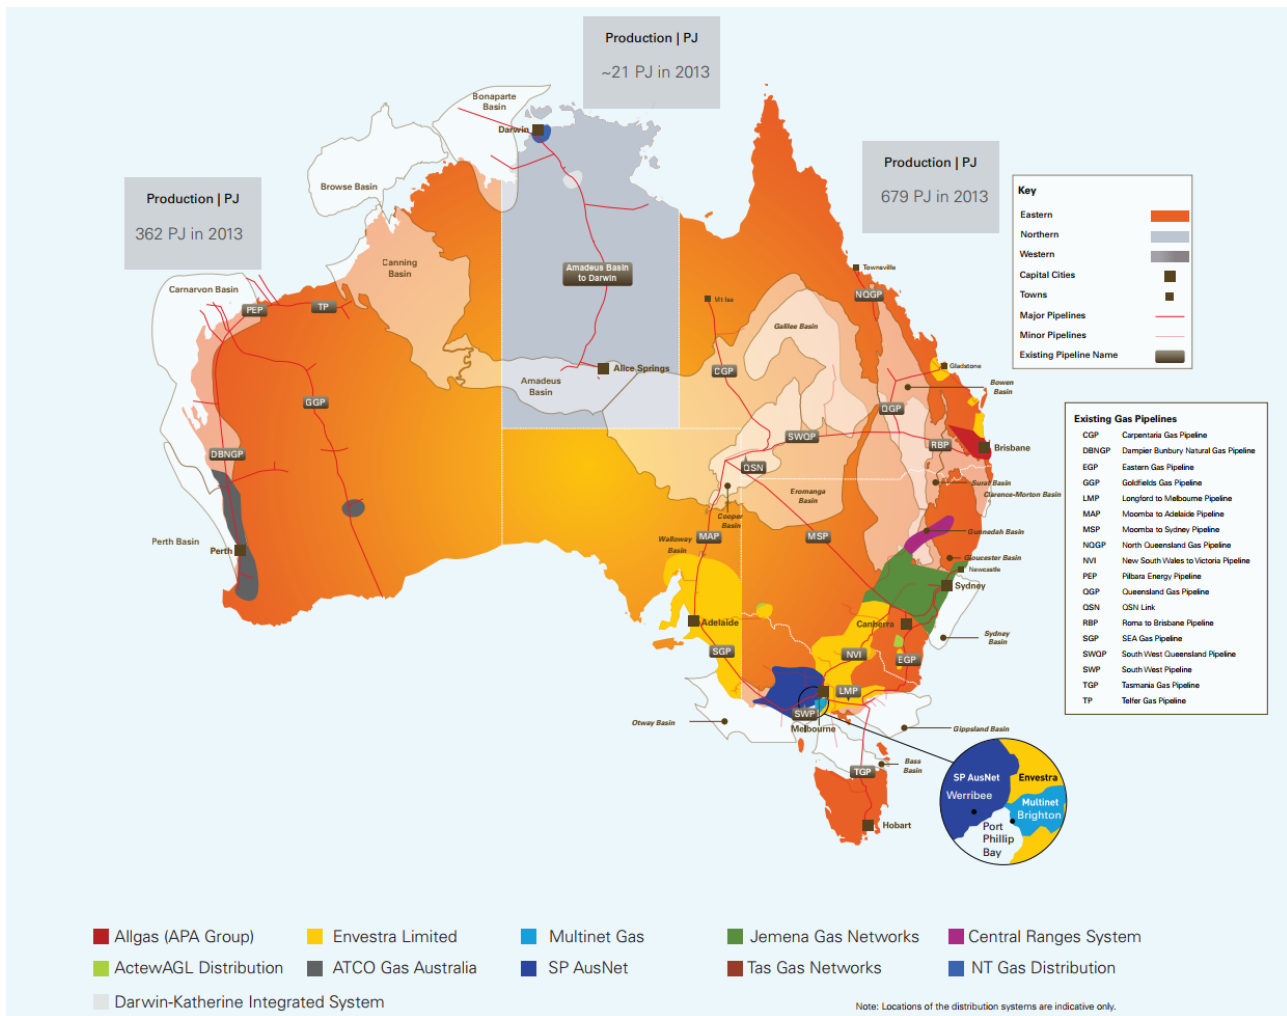 Production | PJ
~21 PJ in 2013
Production | PJ
679 PJ in 2013
Production | PJ
362 PJ in 2013
Key
Eastern
Northern
Western
Capital Cities
Towns
Major Pipelines
Minor Pipelines
Existing Pipeline Name
Bonaparte
Basin
Darwin
Browse Basin
Canning
Basin
Carnarvon Basin
PEP
TP
Amadeus Basin
to Darwin
Townsville
NQGP
Mt Isa
Galilee Basin
Gladstone
Bowen
Basin
CGP
Alice Springs
Amadeus
Basin
GGP
QGP
SWQP
RBP
Brisbane
DBNGP
QSN
Surat Basin
Clarence-Morton Basin
Eromanga
Basin
Cooper
Basin
Gunnedah Basin
Perth Basin
Perth
Walloway
Basin
MAP
MSP
Gloucester Basin
Newcastle
Sydney
Adelaide
Canberra
Sydney
Basin
SGP
NVI
EGP
LMP
SWP
Melbourne
Otway Basin
Gippsland Basin
Bass
Basin
TGP
Hobart
SP AusNet
Envestra
Werribee
Multinet
Brighton
Port
Phillip
Bay
Existing Gas Pipelines
CGP Carpentaria Gas Pipeline
DBNGP Dampier Bunbury Natural Gas Pipeline
EGP Eastern Gas Pipeline
GGP Goldfields Gas Pipeline
LMP Longford to Melbourne Pipeline
MAP Moomba to Adelaide Pipeline
MSP Moomba to Sydney Pipeline
NQGP North Queensland Gas Pipeline
NVI New South Wales to Victoria Pipeline
PEP Pilbara Energy Pipeline
QGP Queensland Gas Pipeline
QSN QSN Link
RBP Roma to Brisbane Pipeline
SGP SEA Gas Pipeline
SWQP South West Queensland Pipeline
SWP South West Pipeline
TGP Tasmania Gas Pipeline
TP Telfer Gas Pipeline
Allgas (APA Group)
Envestra Limited
Multinet Gas
Jemena Gas Networks
Central Ranges System
ActewAGL Distribution
ATCO Gas Australia
SP AusNet
Tas Gas Networks
NT Gas Distribution
Darwin-Katherine Integrated System
Note: Locations of the distribution systems are indicative only.